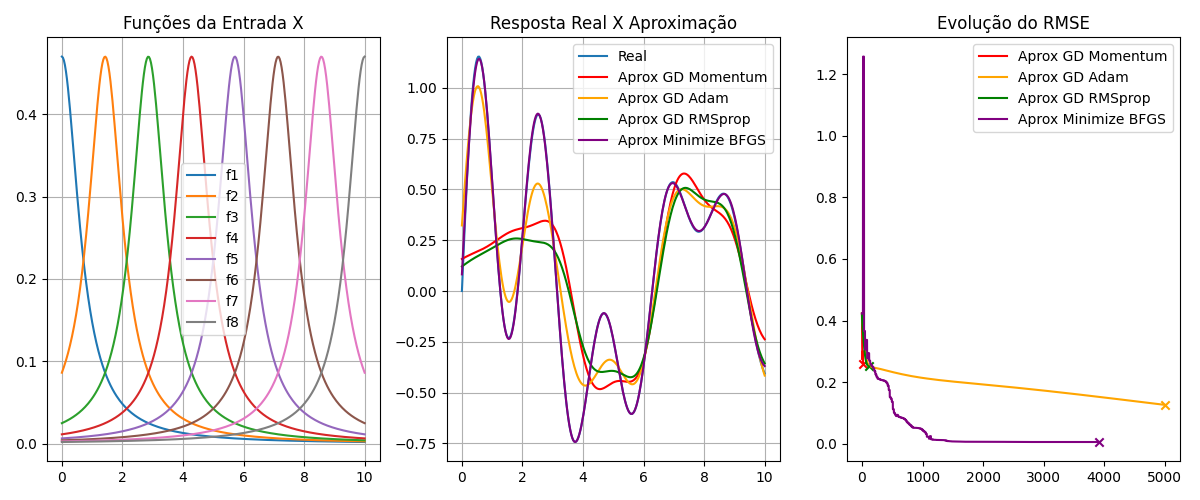 Funções da Entrada X
0.4
0.3
0.2
0.1
0.0
0 2 4 6 8 10
f1
f2
f3
f4
f5
f6
f7
f8
Resposta Real X Aproximação
1.00
0.75
0.50
0.25
0.00
−0.25
−0.50
−0.75
0 2 4 6 8 10
Real
Aprox GD Momentum
Aprox GD Adam
Aprox GD RMSprop
Aprox Minimize BFGS
Evolução do RMSE
1.2
1.0
0.8
0.6
0.4
0.2
0.0
0 1000 2000 3000 4000 5000
Aprox GD Momentum
Aprox GD Adam
Aprox GD RMSprop
Aprox Minimize BFGS